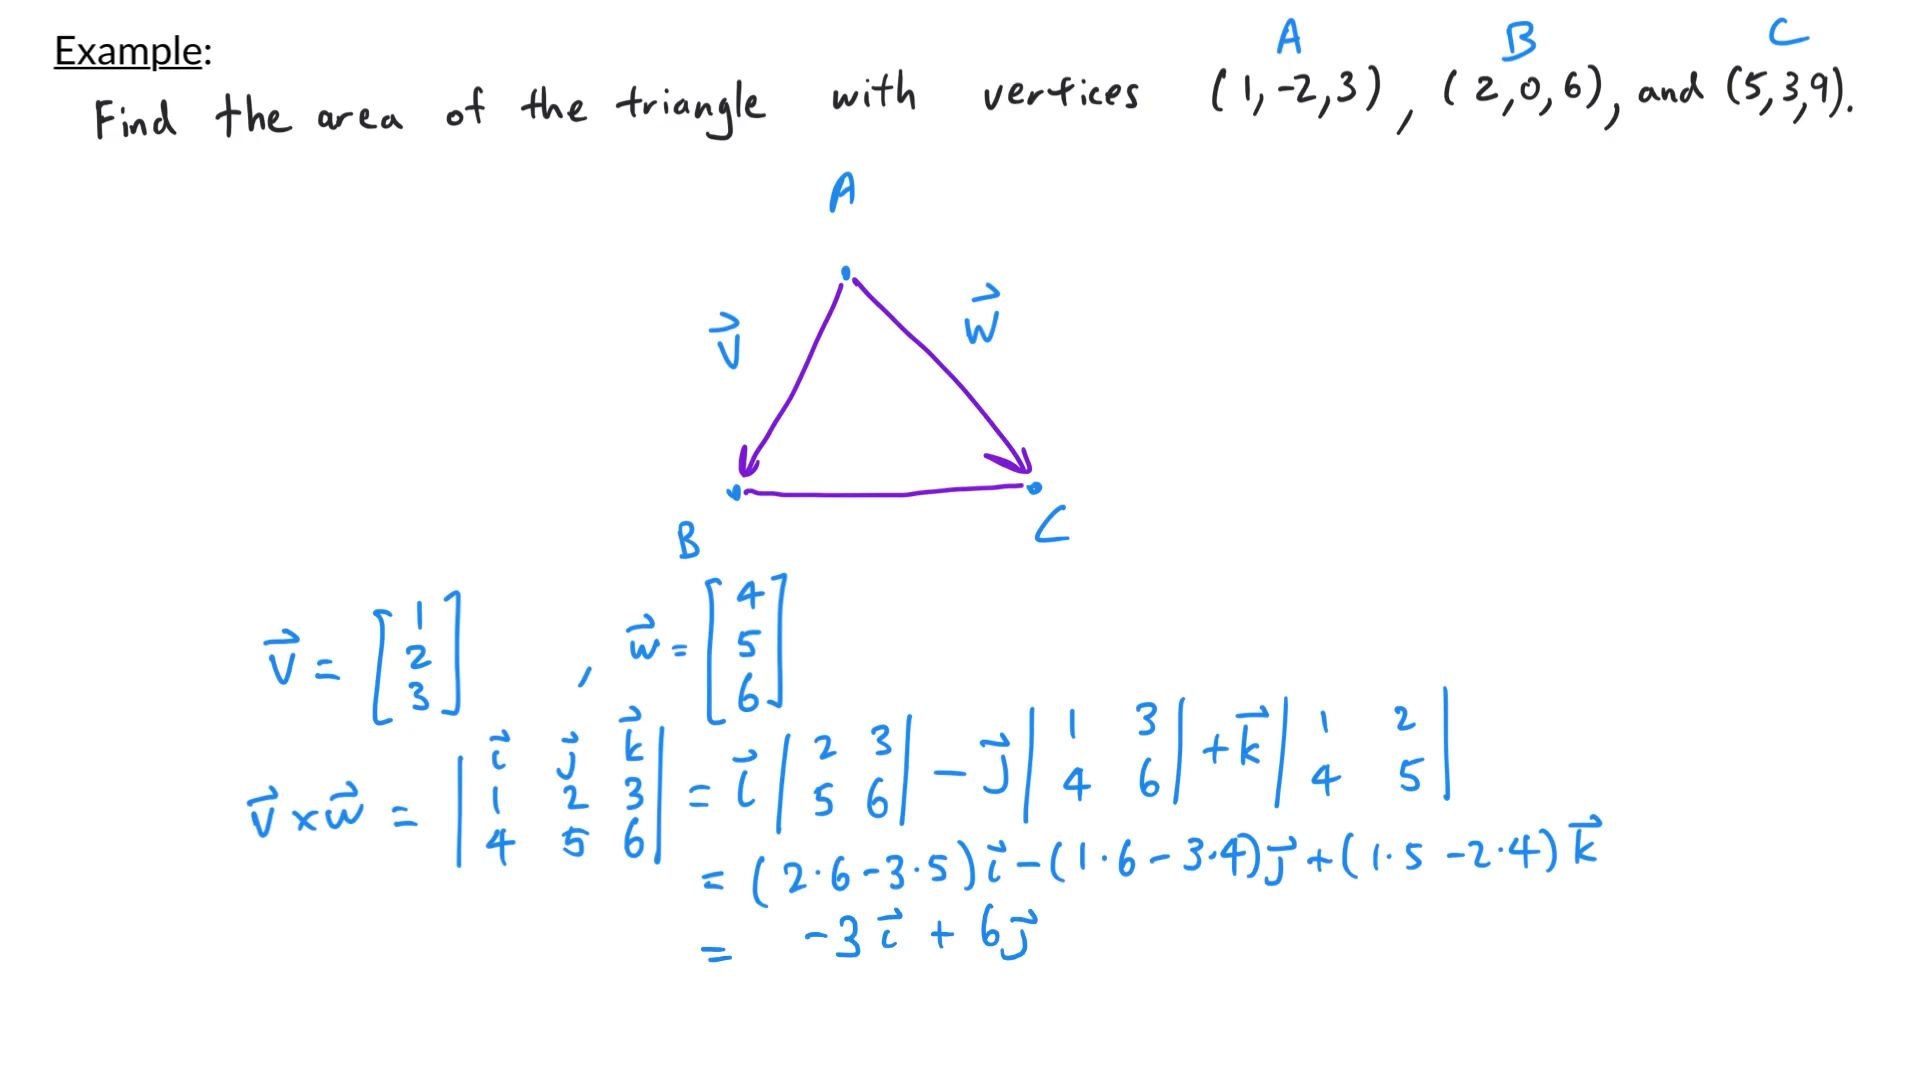 Example:
A B C
Find the area of the triangle with vertices (1,-2,3), (2,0,6), and (5,3,9).
A
v⃗ w⃗
B C
v⃗ = [1 2 3] , w⃗ = [4 5 6]
v⃗ × w⃗ = | i⃗ j⃗ k⃗ ; 1 2 3 ; 4 5 6 | = i⃗ | 2 3 ; 5 6 | − j⃗ | 1 3 ; 4 6 | + k⃗ | 1 2 ; 4 5 |
= (2·6−3·5) i⃗ − (1·6−3·4) j⃗ + (1·5−2·4) k⃗
= −3 i⃗ + 6 j⃗